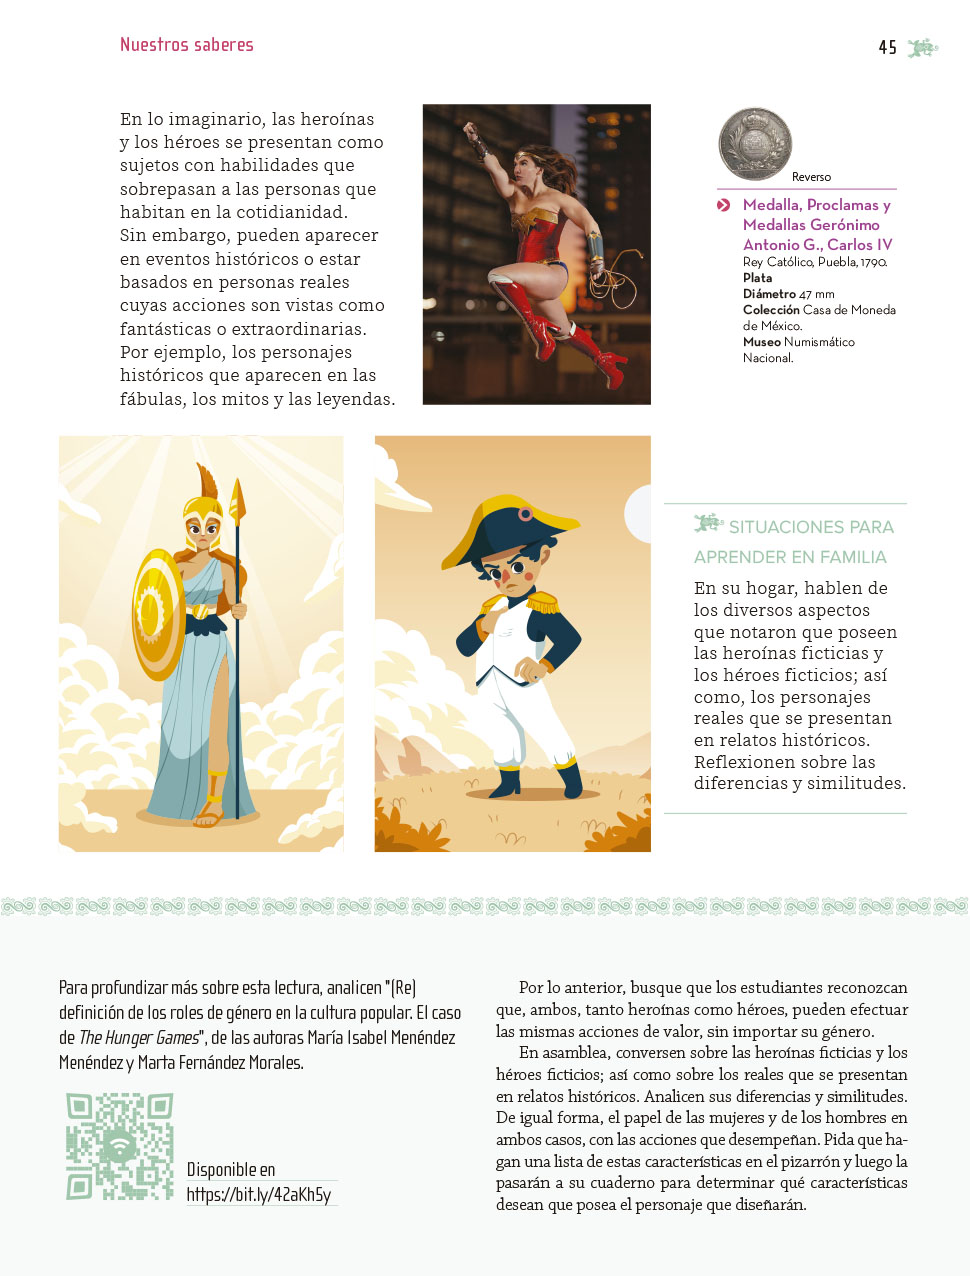 Nuestros saberes
45
En lo imaginario, las heroínas
y los héroes se presentan como
sujetos con habilidades que
sobrepasan a las personas que
habitan en la cotidianidad.
Sin embargo, pueden aparecer
en eventos históricos o estar
basados en personas reales
cuyas acciones son vistas como
fantásticas o extraordinarias.
Por ejemplo, los personajes
históricos que aparecen en las
fábulas, los mitos y las leyendas.
Reverso
Medalla, Proclamas y
Medallas Gerónimo
Antonio G., Carlos IV
Rey Católico, Puebla, 1790.
Plata
Diámetro 47 mm
Colección Casa de Moneda
de México.
Museo Numismático
Nacional.
SITUACIONES PARA
APRENDER EN FAMILIA
En su hogar, hablen de
los diversos aspectos
que notaron que poseen
las heroínas ficticias y
los héroes ficticios; así
como, los personajes
reales que se presentan
en relatos históricos.
Reflexionen sobre las
diferencias y similitudes.
Para profundizar más sobre esta lectura, analicen "(Re)
definición de los roles de género en la cultura popular. El caso
de The Hunger Games", de las autoras María Isabel Menéndez
Menéndez y Marta Fernández Morales.
Disponible en
https://bit.ly/42aKh5y
Por lo anterior, busque que los estudiantes reconozcan
que, ambos, tanto heroínas como héroes, pueden efectuar
las mismas acciones de valor, sin importar su género.
En asamblea, conversen sobre las heroínas ficticias y los
héroes ficticios; así como sobre los reales que se presentan
en relatos históricos. Analicen sus diferencias y similitudes.
De igual forma, el papel de las mujeres y de los hombres en
ambos casos, con las acciones que desempeñan. Pida que ha-
gan una lista de estas características en el pizarrón y luego la
pasarán a su cuaderno para determinar qué características
desean que posea el personaje que diseñarán.